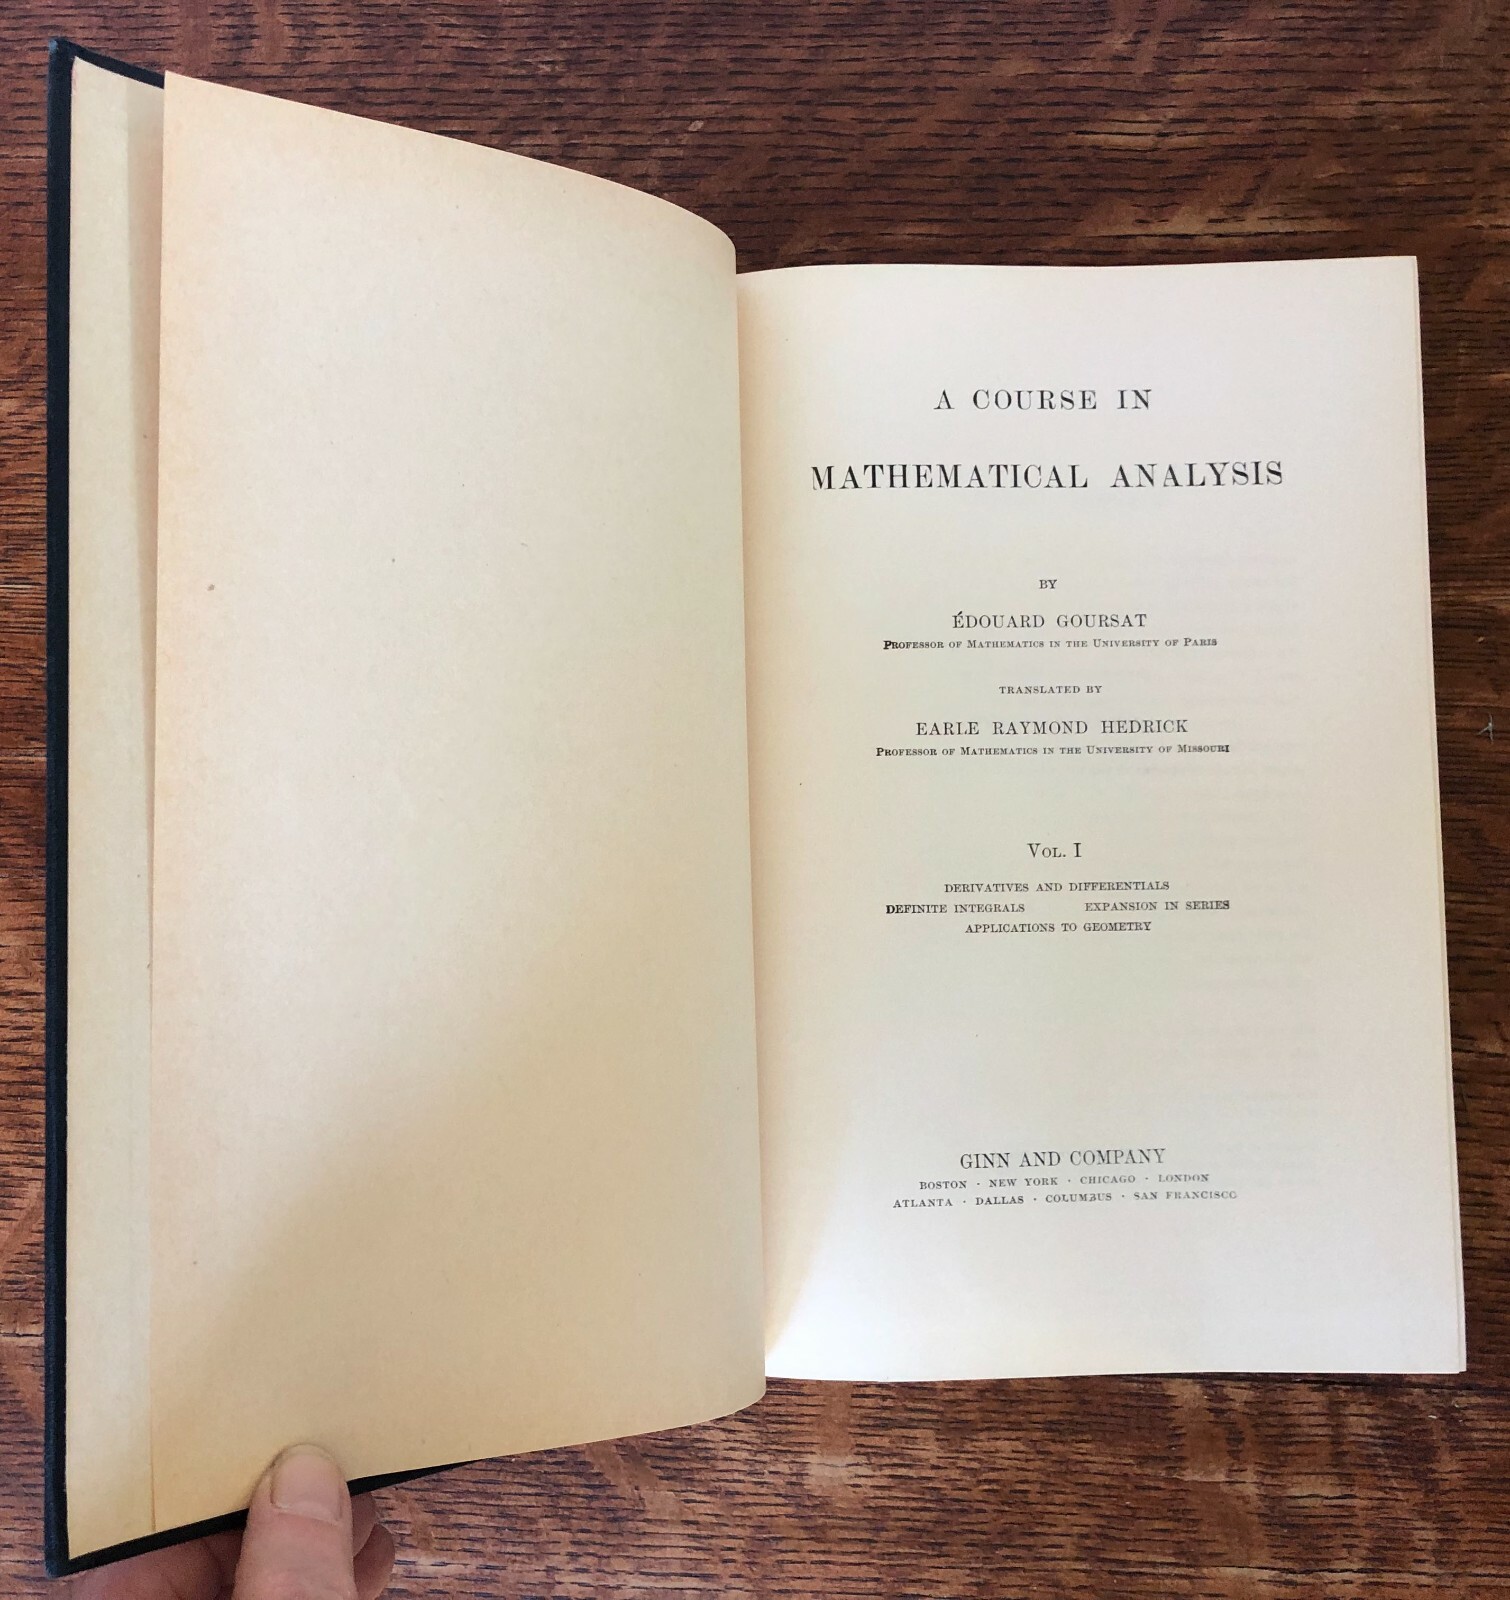 A COURSE IN
MATHEMATICAL ANALYSIS
BY
ÉDOUARD GOURSAT
PROFESSOR OF MATHEMATICS IN THE UNIVERSITY OF PARIS
TRANSLATED BY
EARLE RAYMOND HEDRICK
PROFESSOR OF MATHEMATICS IN THE UNIVERSITY OF MISSOURI
VOL. I
DERIVATIVES AND DIFFERENTIALS
DEFINITE INTEGRALS EXPANSION IN SERIES
APPLICATIONS TO GEOMETRY
GINN AND COMPANY
BOSTON · NEW YORK · CHICAGO · LONDON
ATLANTA · DALLAS · COLUMBUS · SAN FRANCISCO